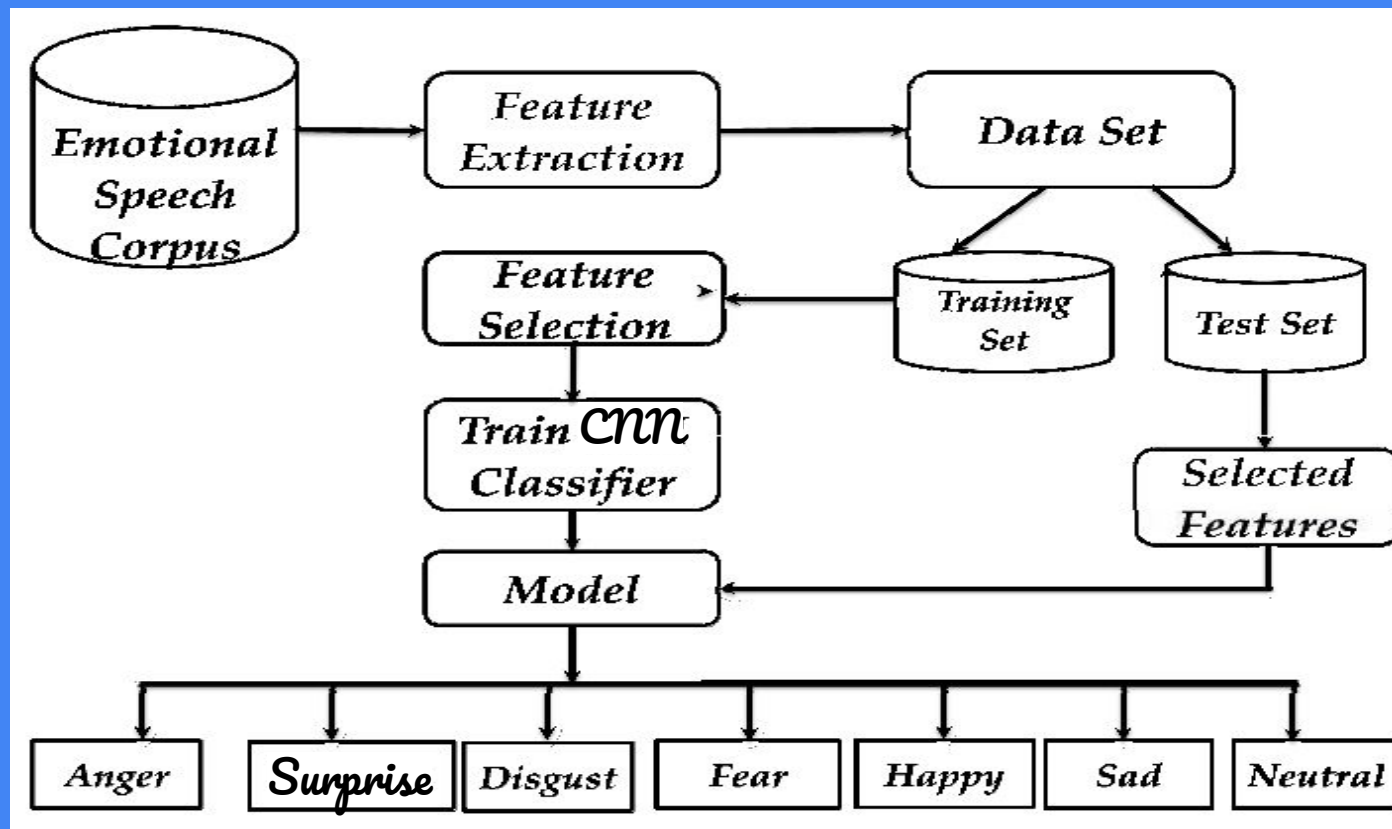 Emotional
Speech
Corpus
Feature
Extraction
Data Set
Feature
Selection
Training
Set
Test Set
Train CNN
Classifier
Selected
Features
Model
Anger
Surprise
Disgust
Fear
Happy
Sad
Neutral